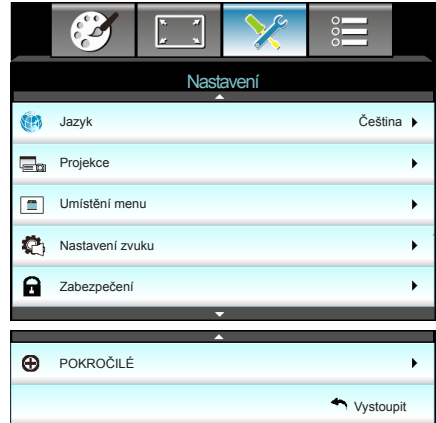 Nastavení
Jazyk Čeština
Projekce
Umístění menu
Nastavení zvuku
Zabezpečení
POKROČILÉ
Vystoupit